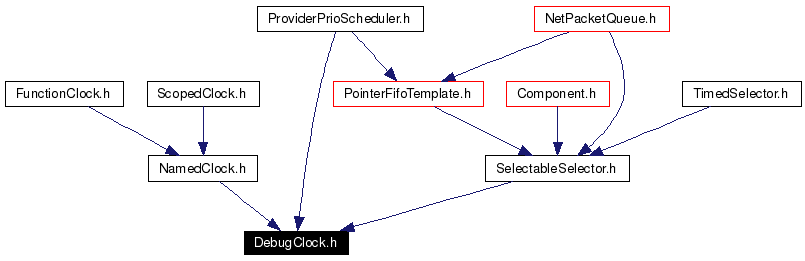 ProviderPrioScheduler.h
NetPacketQueue.h
FunctionClock.h
ScopedClock.h
PointerFifoTemplate.h
Component.h
TimedSelector.h
NamedClock.h
SelectableSelector.h
DebugClock.h